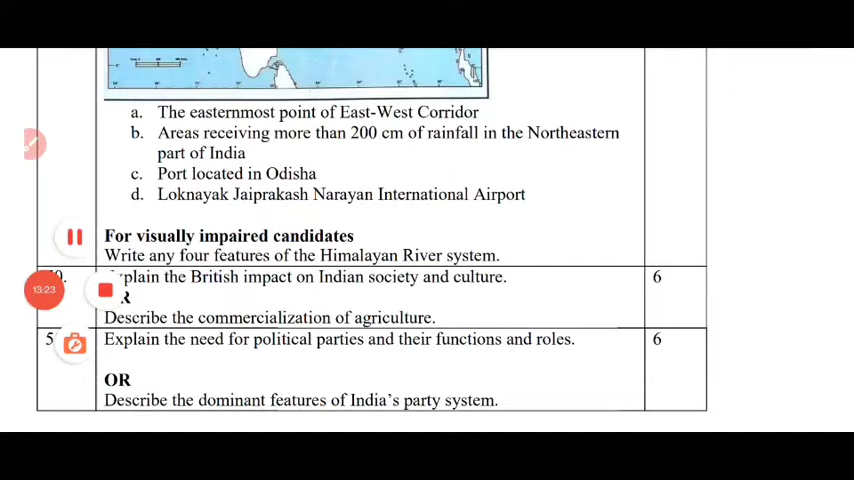 a. The easternmost point of East-West Corridor
b. Areas receiving more than 200 cm of rainfall in the Northeastern
part of India
c. Port located in Odisha
d. Loknayak Jaiprakash Narayan International Airport
For visually impaired candidates
Write any four features of the Himalayan River system.
0. xplain the British impact on Indian society and culture. 6
13:23
R
Describe the commercialization of agriculture.
5 Explain the need for political parties and their functions and roles. 6
OR
Describe the dominant features of India's party system.